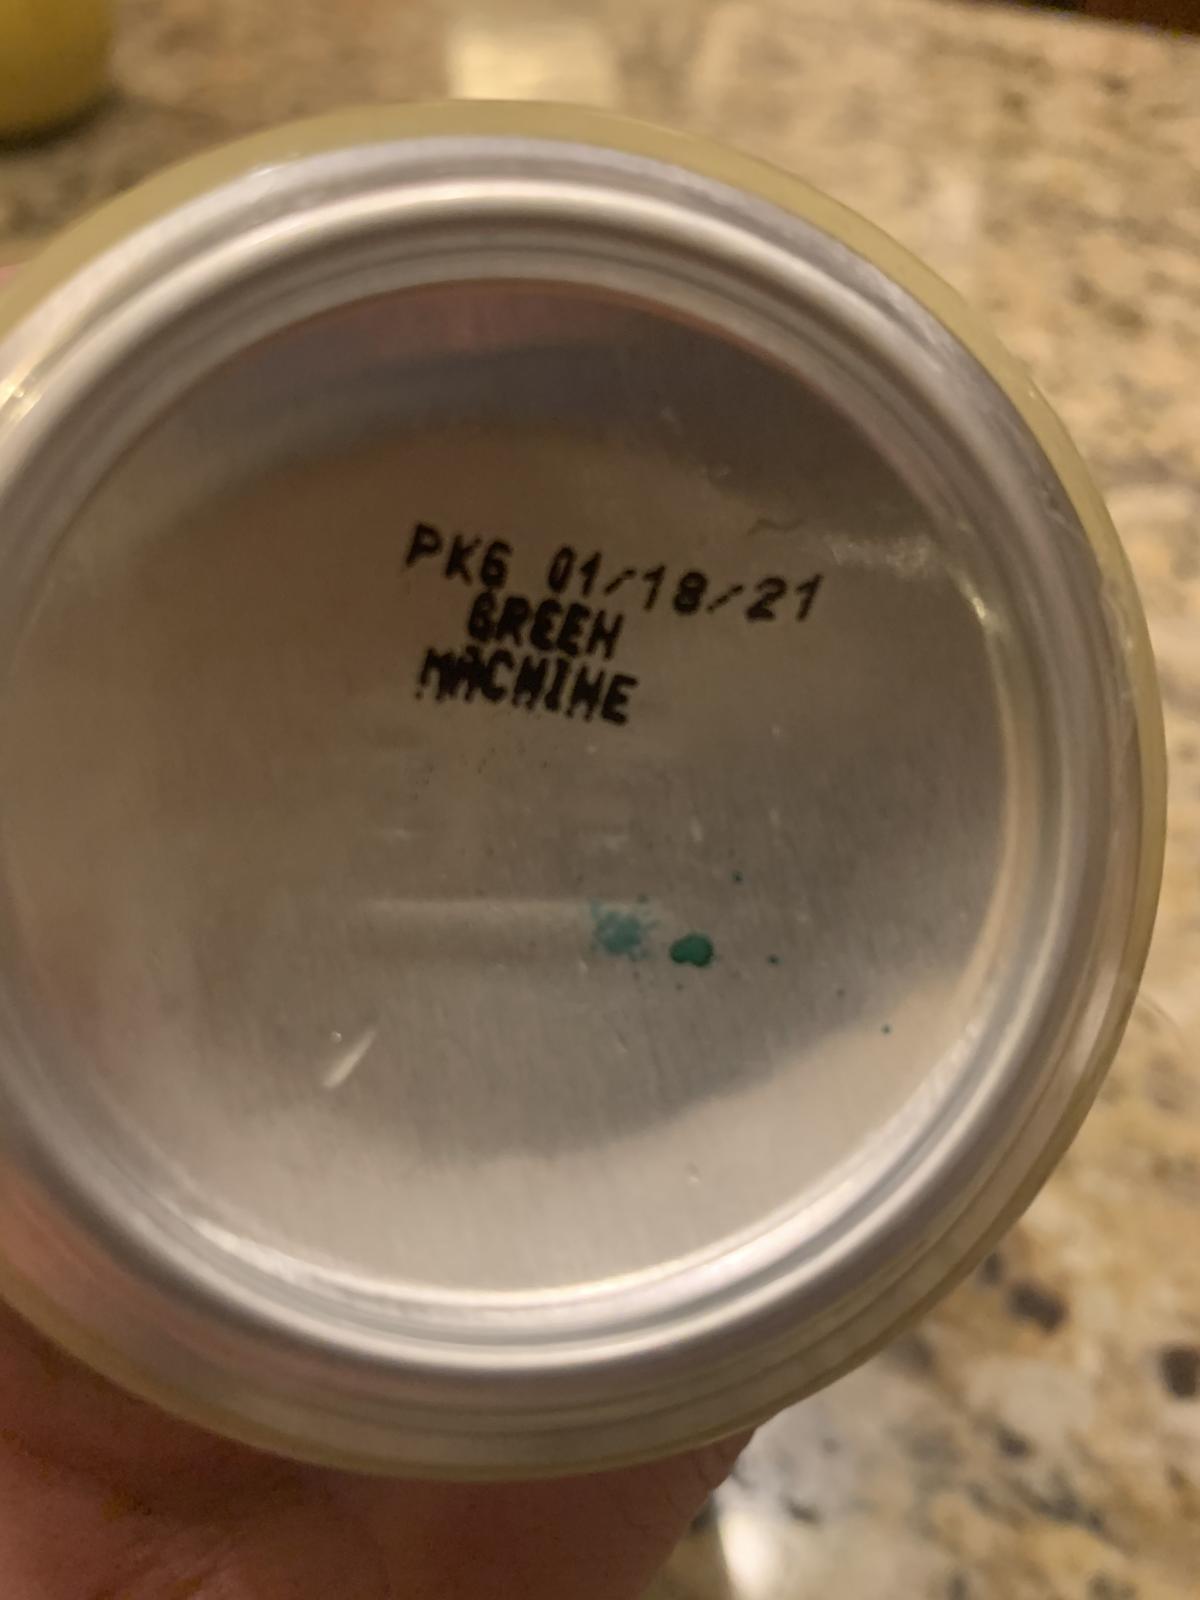 PKG 01/18/21
GREEN
MACHINE